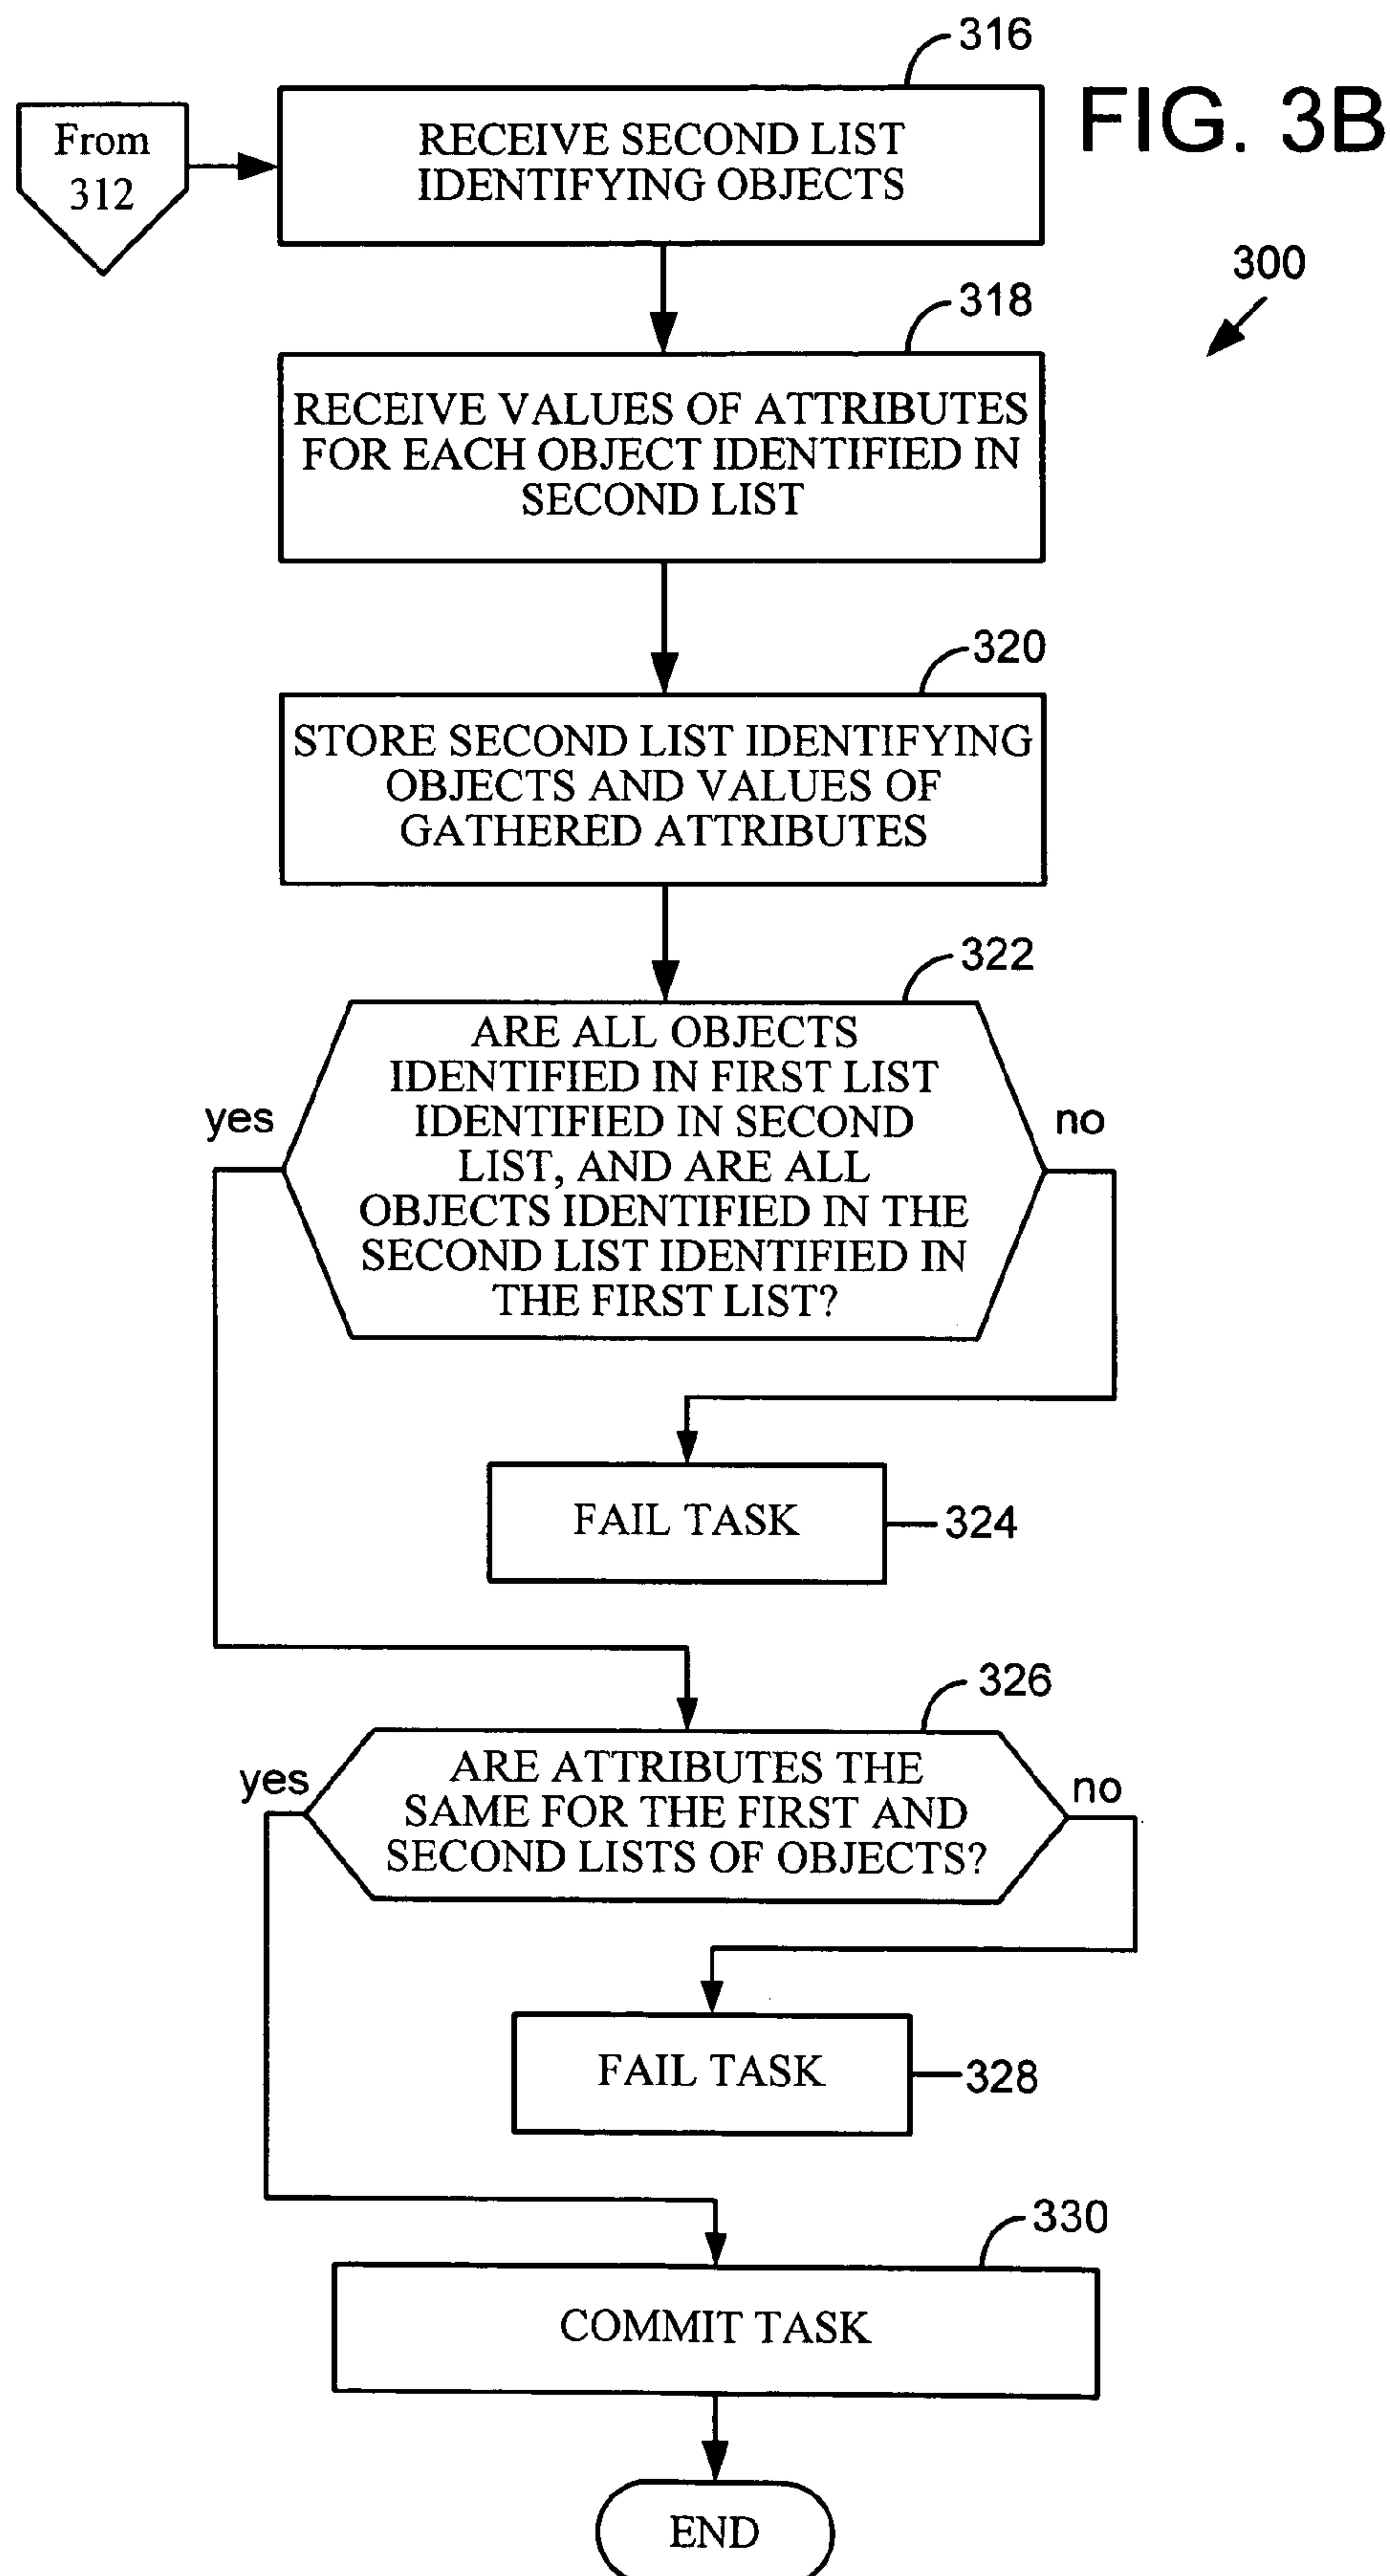 316
FIG. 3B
From
312
RECEIVE SECOND LIST
IDENTIFYING OBJECTS
300
318
RECEIVE VALUES OF ATTRIBUTES
FOR EACH OBJECT IDENTIFIED IN
SECOND LIST
320
STORE SECOND LIST IDENTIFYING
OBJECTS AND VALUES OF
GATHERED ATTRIBUTES
322
ARE ALL OBJECTS
IDENTIFIED IN FIRST LIST
IDENTIFIED IN SECOND
LIST, AND ARE ALL
OBJECTS IDENTIFIED IN THE
SECOND LIST IDENTIFIED IN
THE FIRST LIST?
yes
no
FAIL TASK
324
326
ARE ATTRIBUTES THE
SAME FOR THE FIRST AND
SECOND LISTS OF OBJECTS?
yes
no
FAIL TASK
328
330
COMMIT TASK
END